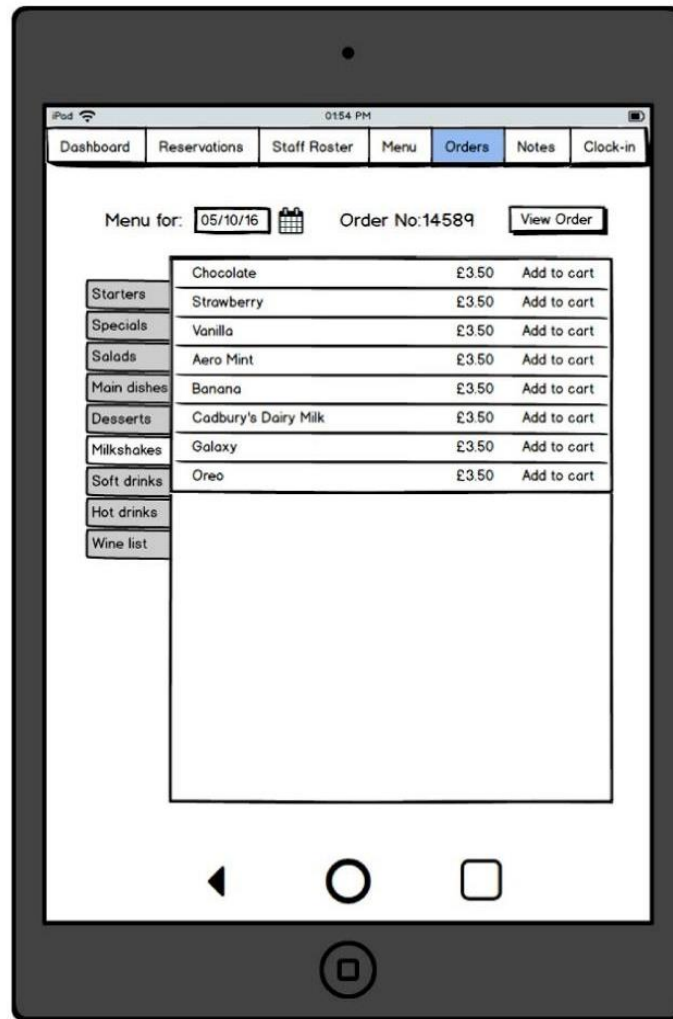 iPad 01:54 PM
Dashboard Reservations Staff Roster Menu Orders Notes Clock-in
Menu for: 05/10/16 Order No:14589 View Order
Starters
Specials
Salads
Main dishes
Desserts
Milkshakes
Soft drinks
Hot drinks
Wine list
Chocolate £3.50 Add to cart
Strawberry £3.50 Add to cart
Vanilla £3.50 Add to cart
Aero Mint £3.50 Add to cart
Banana £3.50 Add to cart
Cadbury's Dairy Milk £3.50 Add to cart
Galaxy £3.50 Add to cart
Oreo £3.50 Add to cart